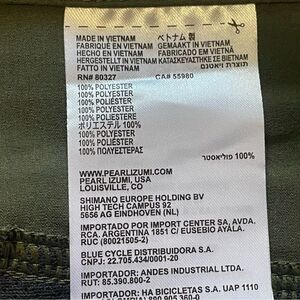 MADE IN VIETNAM ベトナム 製
FABRIQUÉ EN VIETNAM GEMAAKT IN VIETNAM
HECHO EN VIETNAM FABRICADO EM VIETNÃ
HERGESTELLT IN VIETNAM ΚΑΤΑΣΚΕΥΑΣΤΗΚΕ ΣΕ ΒΙΕΤΝΑΜ
FATTO IN VIETNAM תוצרת ויאטנם
RN# 80327 CA# 55980
100% POLYESTER
100% POLYESTER
100% POLIÉSTER
100% POLYESTER
100% POLIESTERE
ポリエステル 100%
100% POLYESTER
100% POLIÉSTER
100% ΠΟΛΥΕΣΤΕΡΑΣ
100% פוליאסטר
WWW.PEARLIZUMI.COM
PEARL IZUMI, USA
LOUISVILLE, CO
SHIMANO EUROPE HOLDING BV
HIGH TECH CAMPUS 92
5656 AG EINDHOVEN (NL)
IMPORTADO POR IMPORT CENTER SA, AVDA.
RCA. ARGENTINA 1851 C/ EUSEBIO AYALA.
RUC (80021505-2)
BLUE CYCLE DISTRIBUIDORA S.A.
CNPJ: 22.705.434/0001-20
IMPORTADOR: ANDES INDUSTRIAL LTDA.
RUT: 85.390.800-2
IMPORTADOR: HA BICICLETAS S.A. UAP 1110